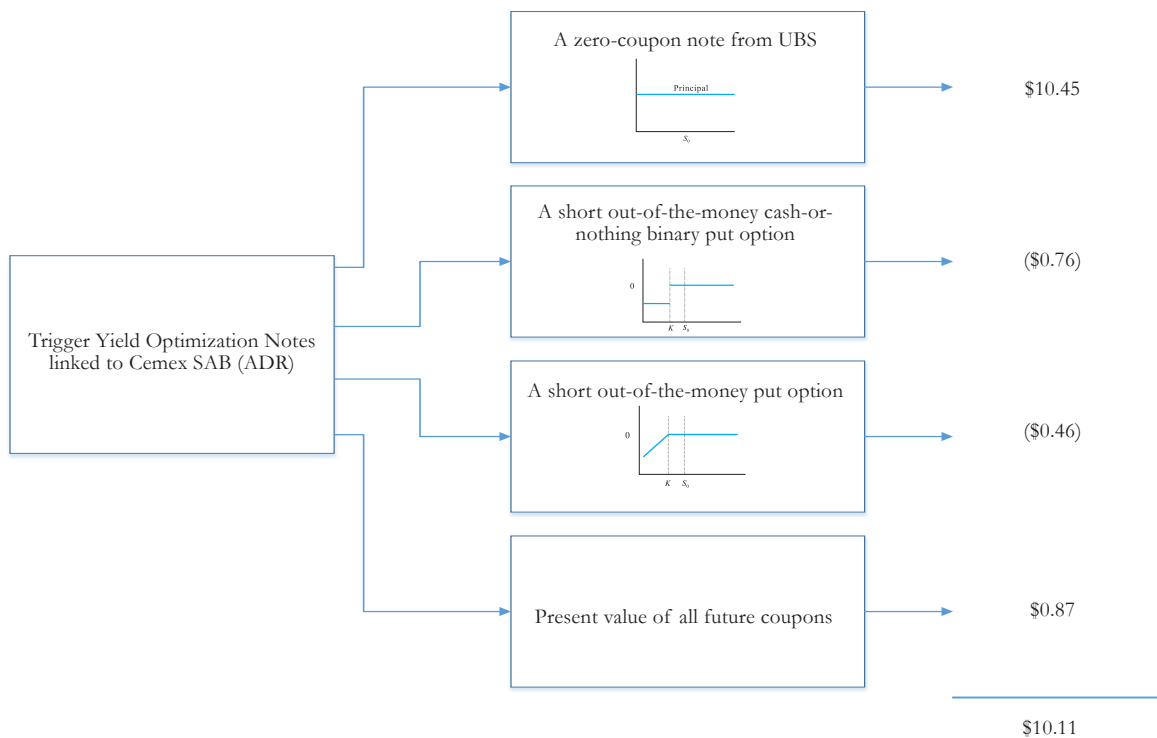 A zero-coupon note from UBS
Principal
S₀
$10.45
A short out-of-the-money cash-or-
nothing binary put option
0
K S₀
($0.76)
Trigger Yield Optimization Notes
linked to Cemex SAB (ADR)
A short out-of-the-money put option
0
K S₀
($0.46)
Present value of all future coupons
$0.87
$10.11